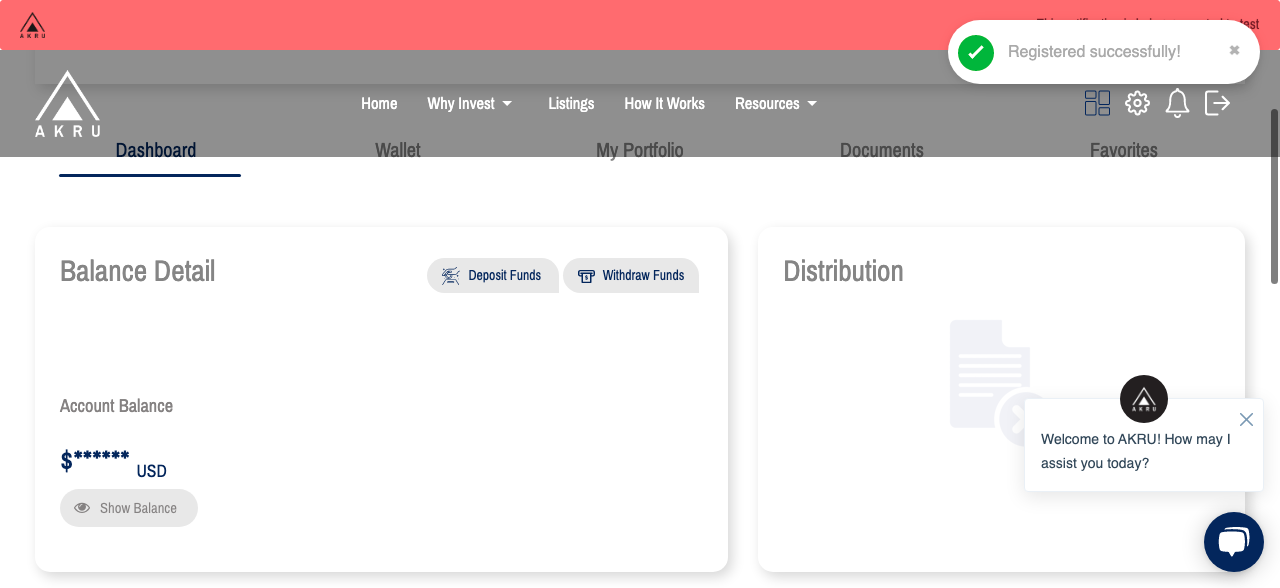 AKRU
test
Registered successfully!
AKRU
Home
Why Invest
Listings
How It Works
Resources
Dashboard
Wallet
My Portfolio
Documents
Favorites
Balance Detail
Deposit Funds
Withdraw Funds
Distribution
Account Balance
$****** USD
Show Balance
AKRU
Welcome to AKRU! How may I
assist you today?